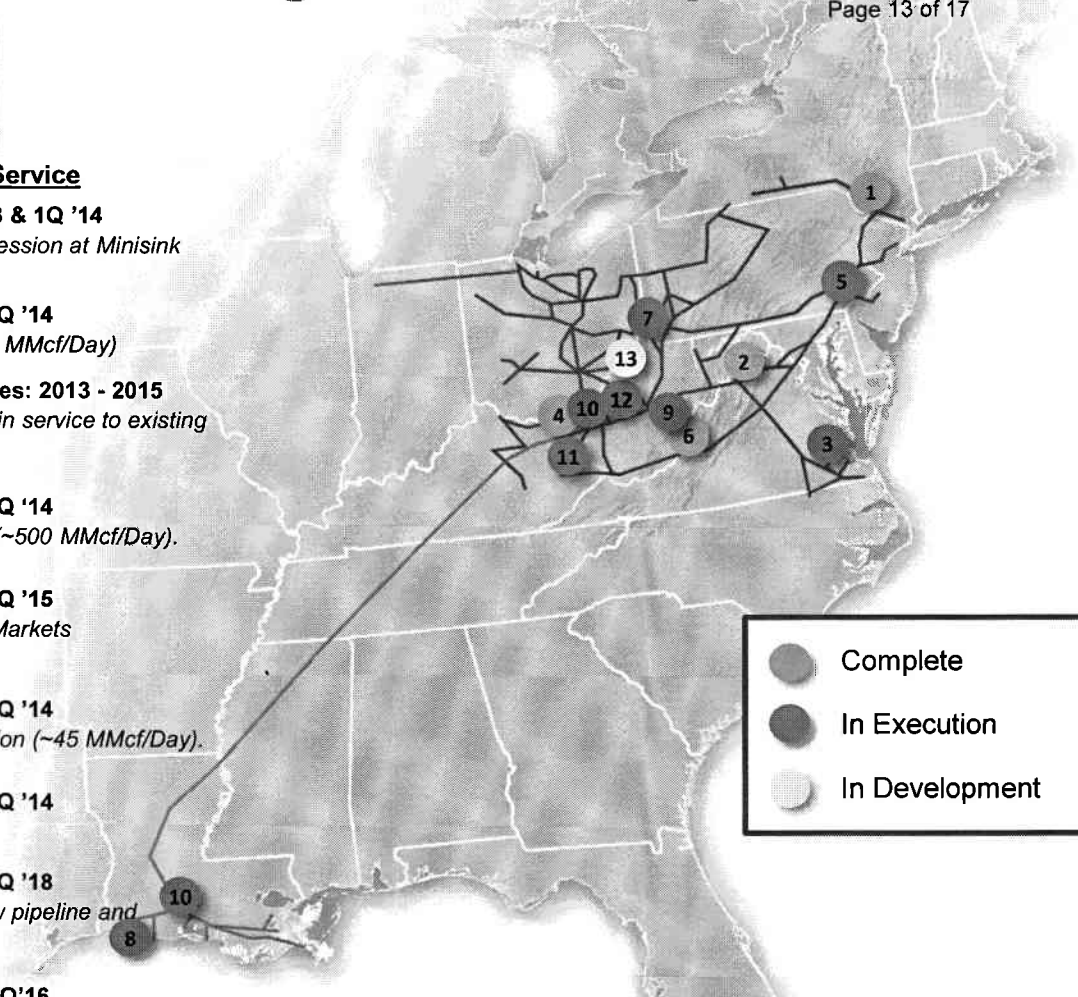 Page 13 of 17
Service
& 1Q '14
ession at Minisink
Q '14
MMcf/Day)
es: 2013 - 2015
in service to existing
Q '14
(~500 MMcf/Day).
Q '15
Markets
Q '14
ion (~45 MMcf/Day).
Q '14
Q '18
pipeline and
Q'16
1
5
7
13
2
4
10
12
9
6
3
11
10
8
Complete
In Execution
In Development